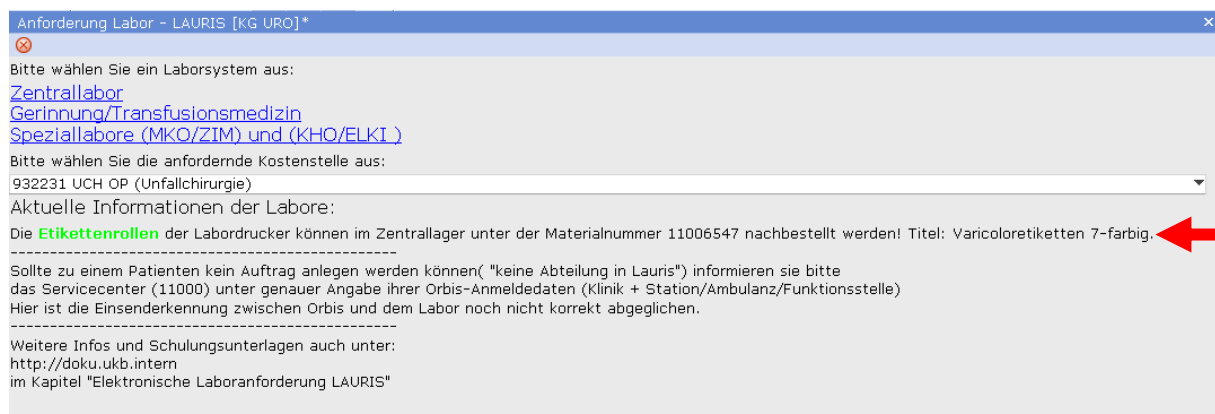 Anforderung Labor - LAURIS [KG URO]*
Bitte wählen Sie ein Laborsystem aus:
Zentrallabor
Gerinnung/Transfusionsmedizin
Speziallabore (MKO/ZIM) und (KHO/ELKI )
Bitte wählen Sie die anfordernde Kostenstelle aus:
932231 UCH OP (Unfallchirurgie)
Aktuelle Informationen der Labore:
Die Etikettenrollen der Labordrucker können im Zentrallager unter der Materialnummer 11006547 nachbestellt werden! Titel: Varicoloretiketten 7-farbig.
-------------------------------------------------
Sollte zu einem Patienten kein Auftrag anlegen werden können( "keine Abteilung in Lauris") informieren sie bitte
das Servicecenter (11000) unter genauer Angabe ihrer Orbis-Anmeldedaten (Klinik + Station/Ambulanz/Funktionsstelle)
Hier ist die Einsenderkennung zwischen Orbis und dem Labor noch nicht korrekt abgeglichen.
-------------------------------------------------
Weitere Infos und Schulungsunterlagen auch unter:
http://doku.ukb.intern
im Kapitel "Elektronische Laboranforderung LAURIS"